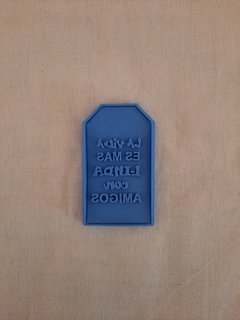 LA VIDA
ES MAS
LINDA
con
AMIGOS